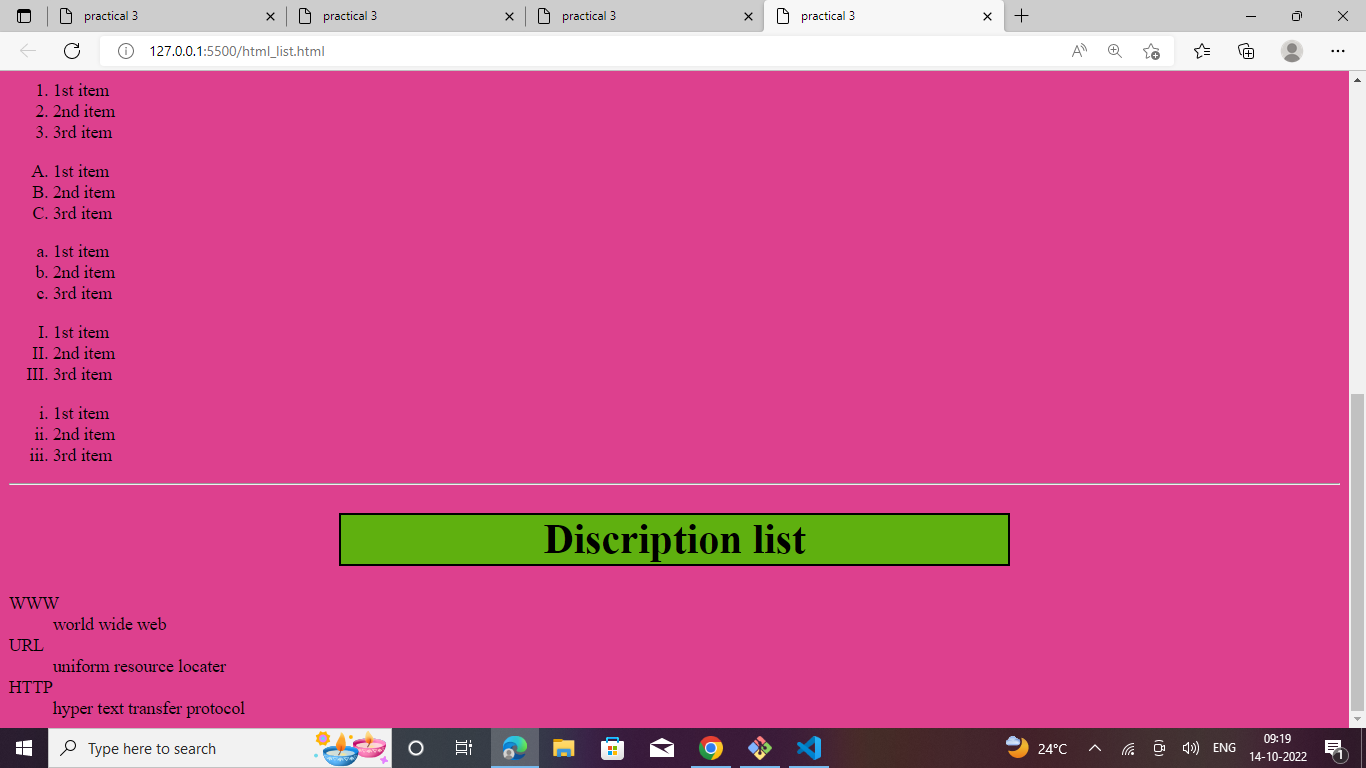 practical 3
practical 3
practical 3
practical 3
127.0.0.1:5500/html_list.html
1. 1st item
2. 2nd item
3. 3rd item
A. 1st item
B. 2nd item
C. 3rd item
a. 1st item
b. 2nd item
c. 3rd item
I. 1st item
II. 2nd item
III. 3rd item
i. 1st item
ii. 2nd item
iii. 3rd item
Discription list
WWW
world wide web
URL
uniform resource locater
HTTP
hyper text transfer protocol
Type here to search
24°C
ENG
09:19
14-10-2022
1